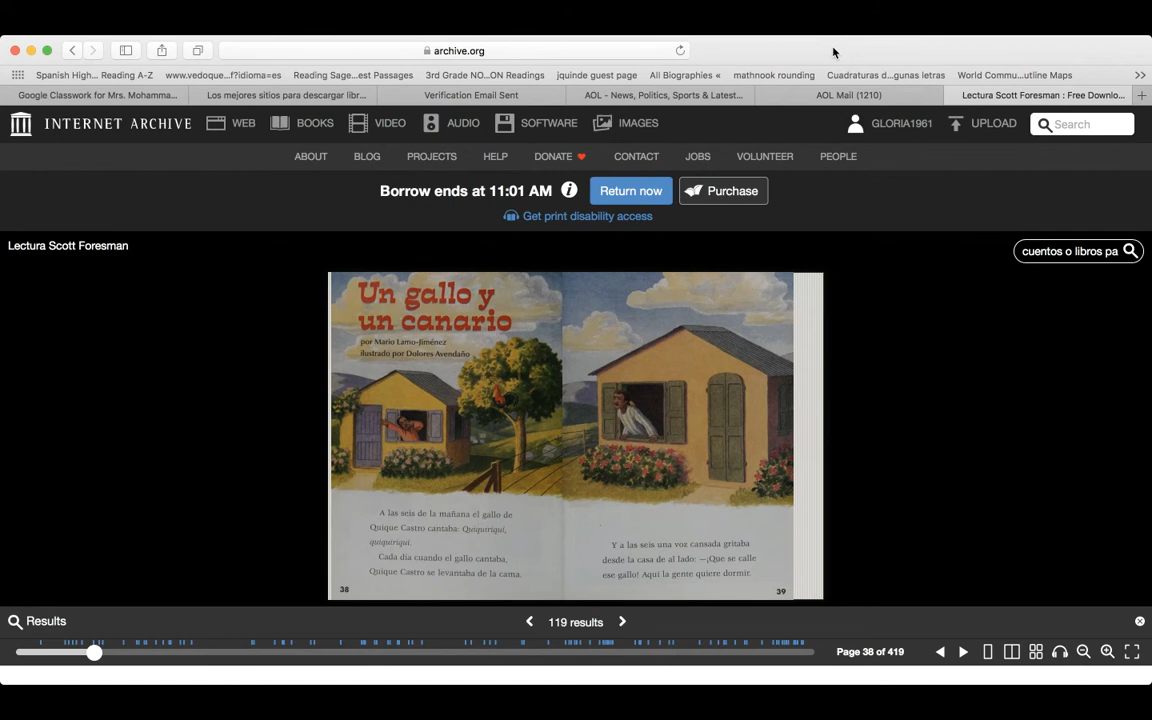 archive.org
Spanish High... Reading A-Z
www.vedoque...f?idioma=es
Reading Sage...est Passages
3rd Grade NO...ON Readings
jquinde guest page
All Biographies «
mathnook rounding
Cuadraturas d...gunas letras
World Commu...utline Maps
>>
Google Classwork for Mrs. Mohamma...
Los mejores sitios para descargar libr...
Verification Email Sent
AOL - News, Politics, Sports & Latest...
AOL Mail (1210)
Lectura Scott Foresman : Free Downlo...
+
INTERNET ARCHIVE
WEB
BOOKS
VIDEO
AUDIO
SOFTWARE
IMAGES
GLORIA1961
UPLOAD
Search
ABOUT
BLOG
PROJECTS
HELP
DONATE
CONTACT
JOBS
VOLUNTEER
PEOPLE
Borrow ends at 11:01 AM
Return now
Purchase
Get print disability access
Lectura Scott Foresman
cuentos o libros pa
Un gallo y
un canario
por Mario Lamo-Jiménez
ilustrado por Dolores Avendaño
A las seis de la mañana el gallo de
Quique Castro cantaba: Quiquiriquí,
quiquiriquí.
Cada día cuando el gallo cantaba,
Quique Castro se levantaba de la cama.
38
Y a las seis una voz cansada gritaba
desde la casa de al lado: —¡Que se calle
ese gallo! Aquí la gente quiere dormir.
39
Results
119 results
Page 38 of 419